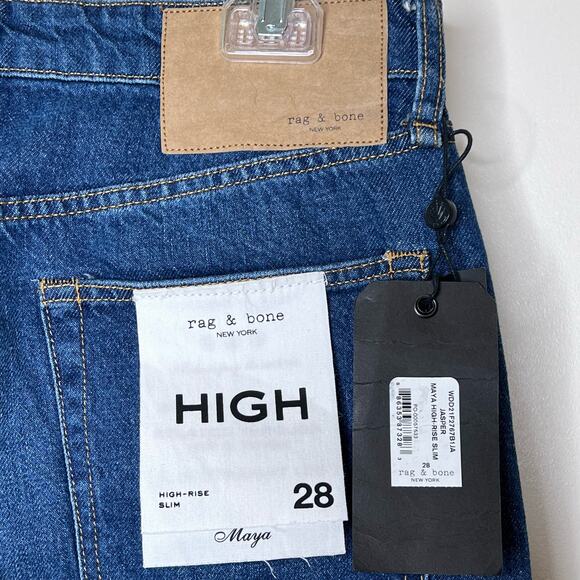 rag & bone
NEW YORK
rag & bone
NEW YORK
HIGH
HIGH-RISE
SLIM
28
Maya
WDD21F2767B1JA
JASPER
MAYA HIGH-RISE SLIM
28
rag & bone
NEW YORK